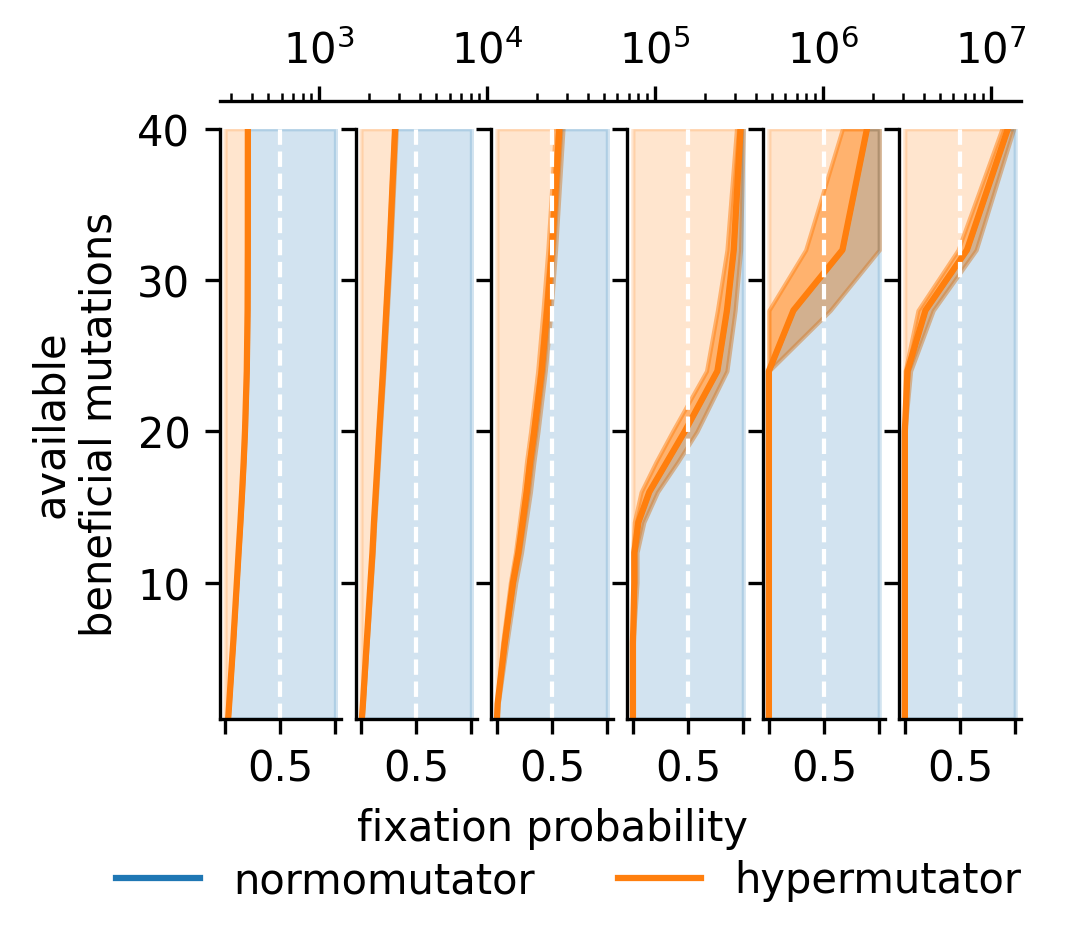 10³ 10⁴ 10⁵ 10⁶ 10⁷
40
30
20
10
available
beneficial mutations
0.5 0.5 0.5 0.5 0.5 0.5
fixation probability
normomutator hypermutator